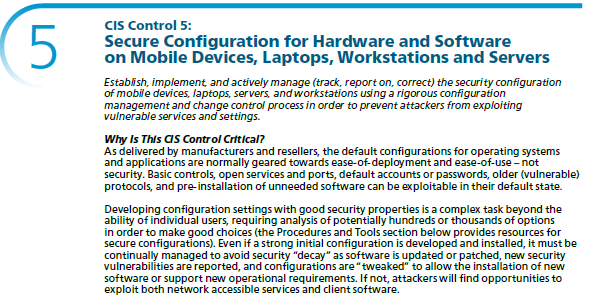 5
CIS Control 5:
Secure Configuration for Hardware and Software
on Mobile Devices, Laptops, Workstations and Servers
Establish, implement, and actively manage (track, report on, correct) the security configuration
of mobile devices, laptops, servers, and workstations using a rigorous configuration
management and change control process in order to prevent attackers from exploiting
vulnerable services and settings.
Why Is This CIS Control Critical?
As delivered by manufacturers and resellers, the default configurations for operating systems
and applications are normally geared towards ease-of-deployment and ease-of-use – not
security. Basic controls, open services and ports, default accounts or passwords, older (vulnerable)
protocols, and pre-installation of unneeded software can be exploitable in their default state.
Developing configuration settings with good security properties is a complex task beyond the
ability of individual users, requiring analysis of potentially hundreds or thousands of options
in order to make good choices (the Procedures and Tools section below provides resources for
secure configurations). Even if a strong initial configuration is developed and installed, it must be
continually managed to avoid security “decay” as software is updated or patched, new security
vulnerabilities are reported, and configurations are “tweaked” to allow the installation of new
software or support new operational requirements. If not, attackers will find opportunities to
exploit both network accessible services and client software.